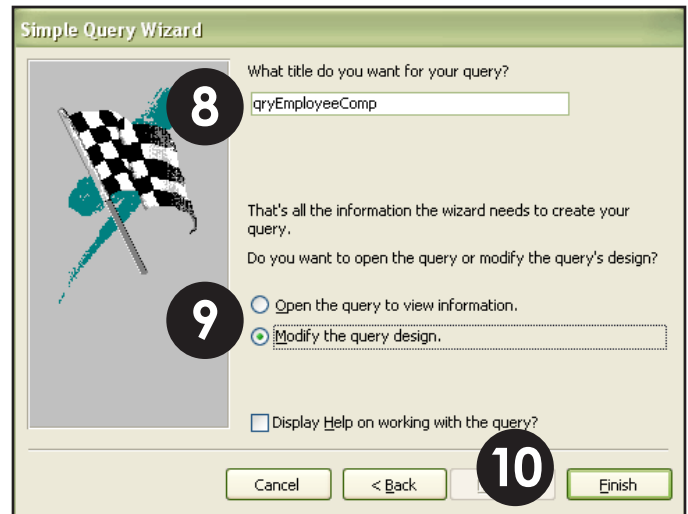 Simple Query Wizard
What title do you want for your query?
8
qryEmployeeComp
That's all the information the wizard needs to create your
query.
Do you want to open the query or modify the query's design?
9
Open the query to view information.
Modify the query design.
Display Help on working with the query?
10
Cancel
< Back
Finish